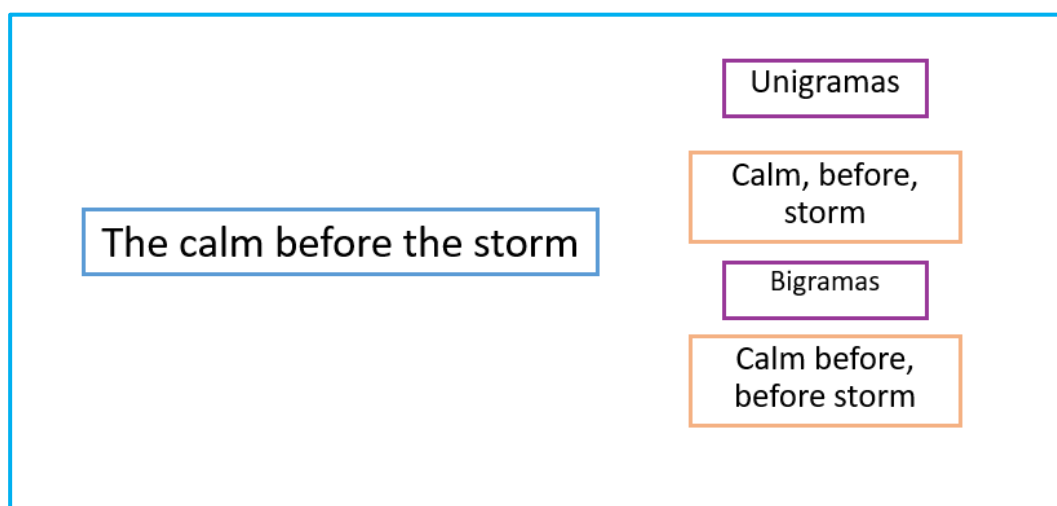 The calm before the storm
Unigramas
Calm, before,
storm
Bigramas
Calm before,
before storm